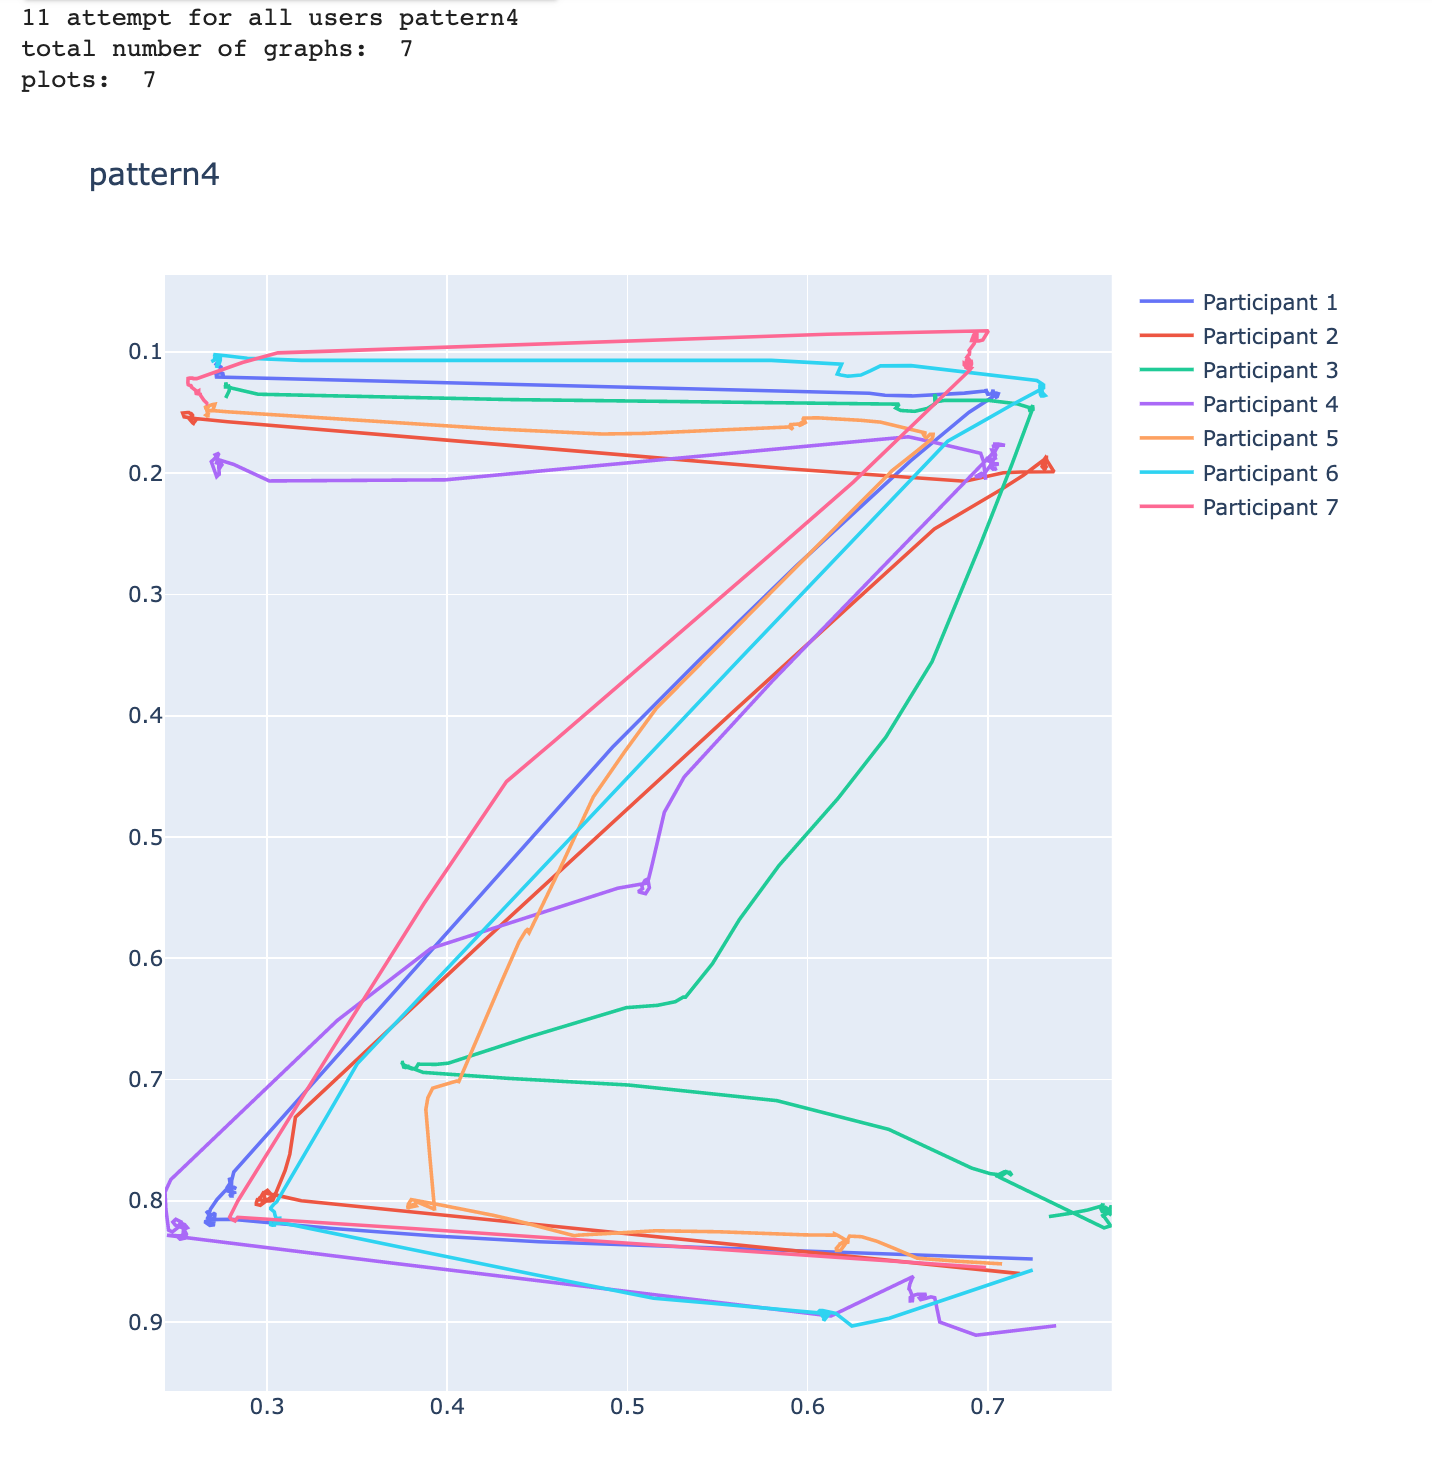 11 attempt for all users pattern4
total number of graphs:  7
plots:  7
pattern4
0.1
0.2
0.3
0.4
0.5
0.6
0.7
0.8
0.9
0.3
0.4
0.5
0.6
0.7
Participant 1
Participant 2
Participant 3
Participant 4
Participant 5
Participant 6
Participant 7